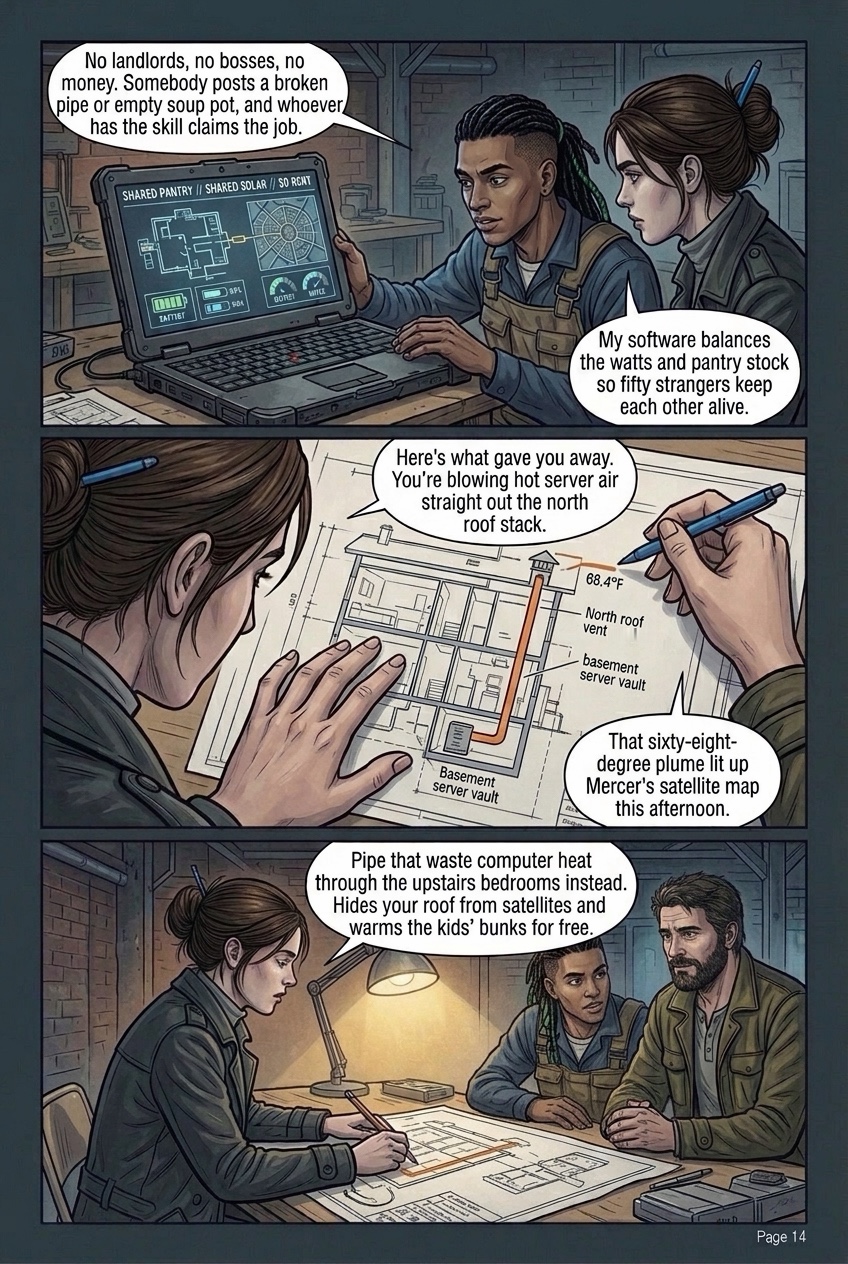 No landlords, no bosses, no
money. Somebody posts a broken
pipe or empty soup pot, and whoever
has the skill claims the job.
SHARED PANTRY // SHARED SOLAR // SO RENT
My software balances
the watts and pantry stock
so fifty strangers keep
each other alive.
Here's what gave you away.
You're blowing hot server air
straight out the north
roof stack.
68.4°F
North roof
vent
basement
server vault
Basement
server vault
That sixty-eight-
degree plume lit up
Mercer's satellite map
this afternoon.
Pipe that waste computer heat
through the upstairs bedrooms instead.
Hides your roof from satellites and
warms the kids' bunks for free.
Page 14